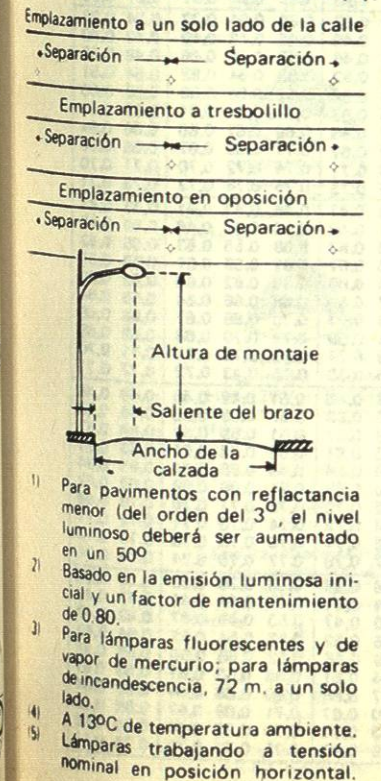 Emplazamiento a un solo lado de la calle
Separación Separación
Emplazamiento a tresbolillo
Separación Separación
Emplazamiento en oposición
Separación Separación
Altura de montaje
Saliente del brazo
Ancho de la
calzada
1) Para pavimentos con reflectancia
menor (del orden del 3º, el nivel
luminoso deberá ser aumentado
en un 50º
2) Basado en la emisión luminosa ini-
cial y un factor de mantenimiento
de 0.80.
3) Para lámparas fluorescentes y de
vapor de mercurio; para lámparas
de incandescencia, 72 m. a un solo
lado.
(4) A 13ºC de temperatura ambiente.
(5) Lámparas trabajando a tensión
nominal en posición horizontal.